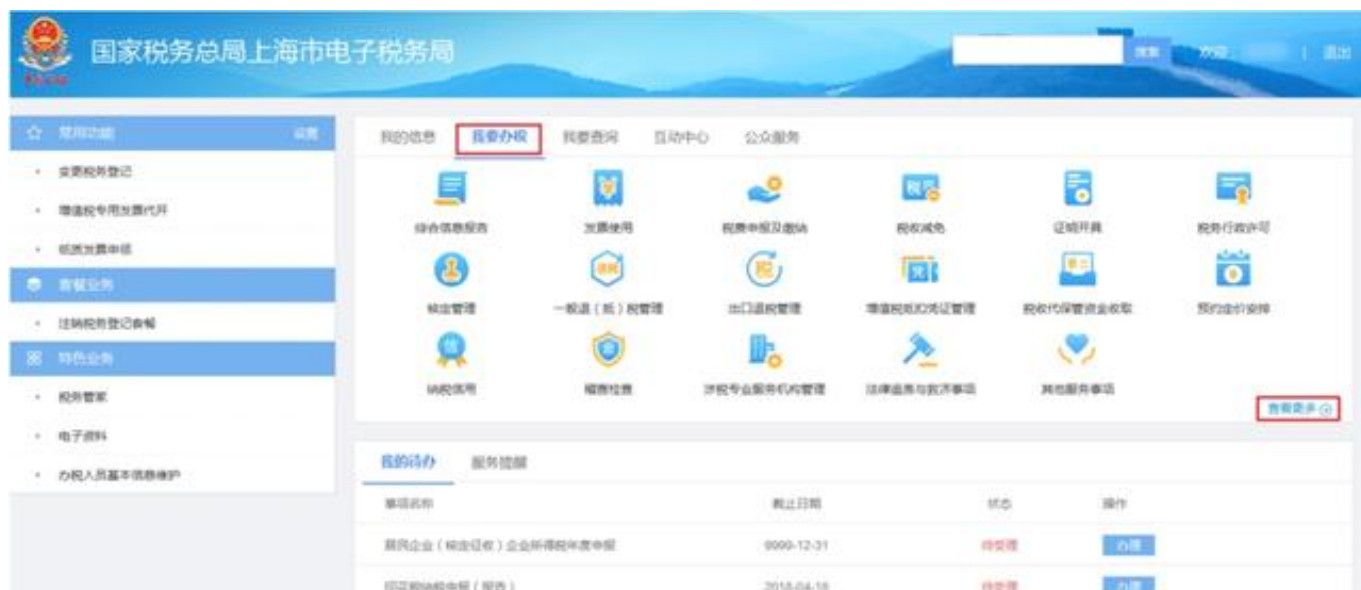 国家税务总局上海市电子税务局
搜索 欢迎, | 退出
常用功能 设置
变更税务登记
增值税专用发票代开
纸质发票申领
套餐业务
注销税务登记套餐
特色业务
税务管家
电子资料
办税人员基本信息维护
我的信息 我要办税 我要查询 互动中心 公众服务
综合信息报告 发票使用 税费申报及缴纳 税收减免 证明开具 税务行政许可
核定管理 一般退(抵)税管理 出口退税管理 增值税抵扣凭证管理 税收代保管资金收取 预约定价安排
纳税信用 稽查检查 涉税专业服务机构管理 法律追责与救济事项 其他服务事项
查看更多
我的待办 服务提醒
事项名称 截止日期 状态 操作
居民企业(核定征收)企业所得税年度申报 9999-12-31 待受理 办理
印花税纳税申报(报告) 2018-04-18 待受理 办理